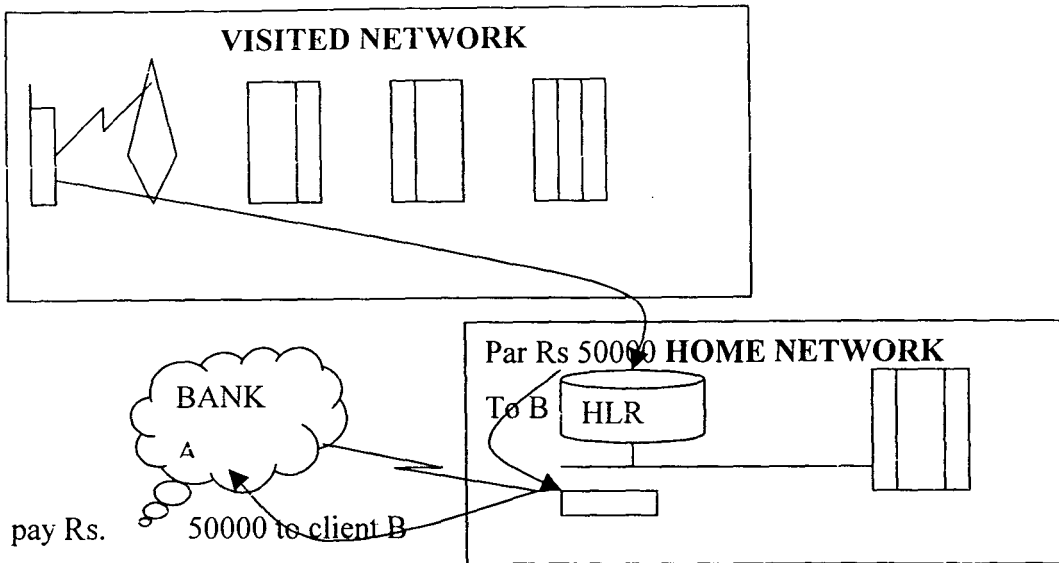 VISITED NETWORK
Par Rs 50000 HOME NETWORK
To B
HLR
BANK
A
pay Rs. 50000 to client B